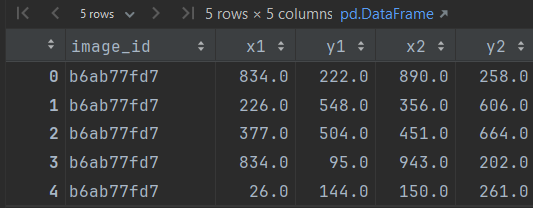 5 rows 5 rows × 5 columns pd.DataFrame ↗
image_id x1 y1 x2 y2
0 b6ab77fd7 834.0 222.0 890.0 258.0
1 b6ab77fd7 226.0 548.0 356.0 606.0
2 b6ab77fd7 377.0 504.0 451.0 664.0
3 b6ab77fd7 834.0 95.0 943.0 202.0
4 b6ab77fd7 26.0 144.0 150.0 261.0